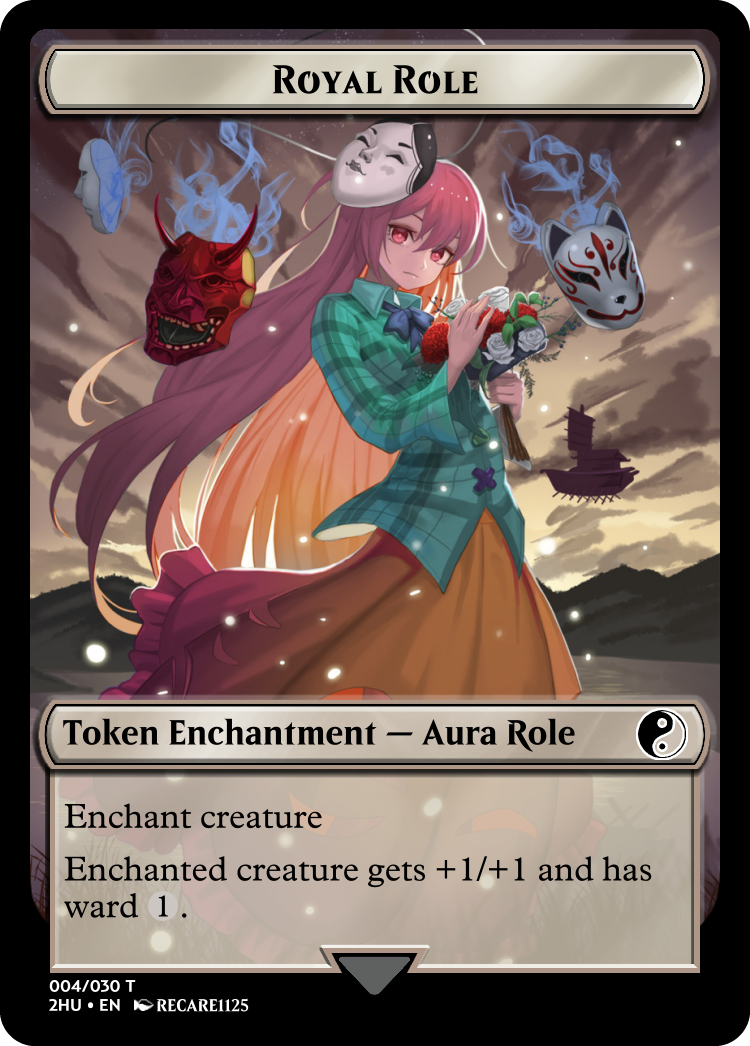 Royal Role
Token Enchantment — Aura Role
Enchant creature
Enchanted creature gets +1/+1 and has
ward 1.
004/030 T
2HU • EN RECARE1125